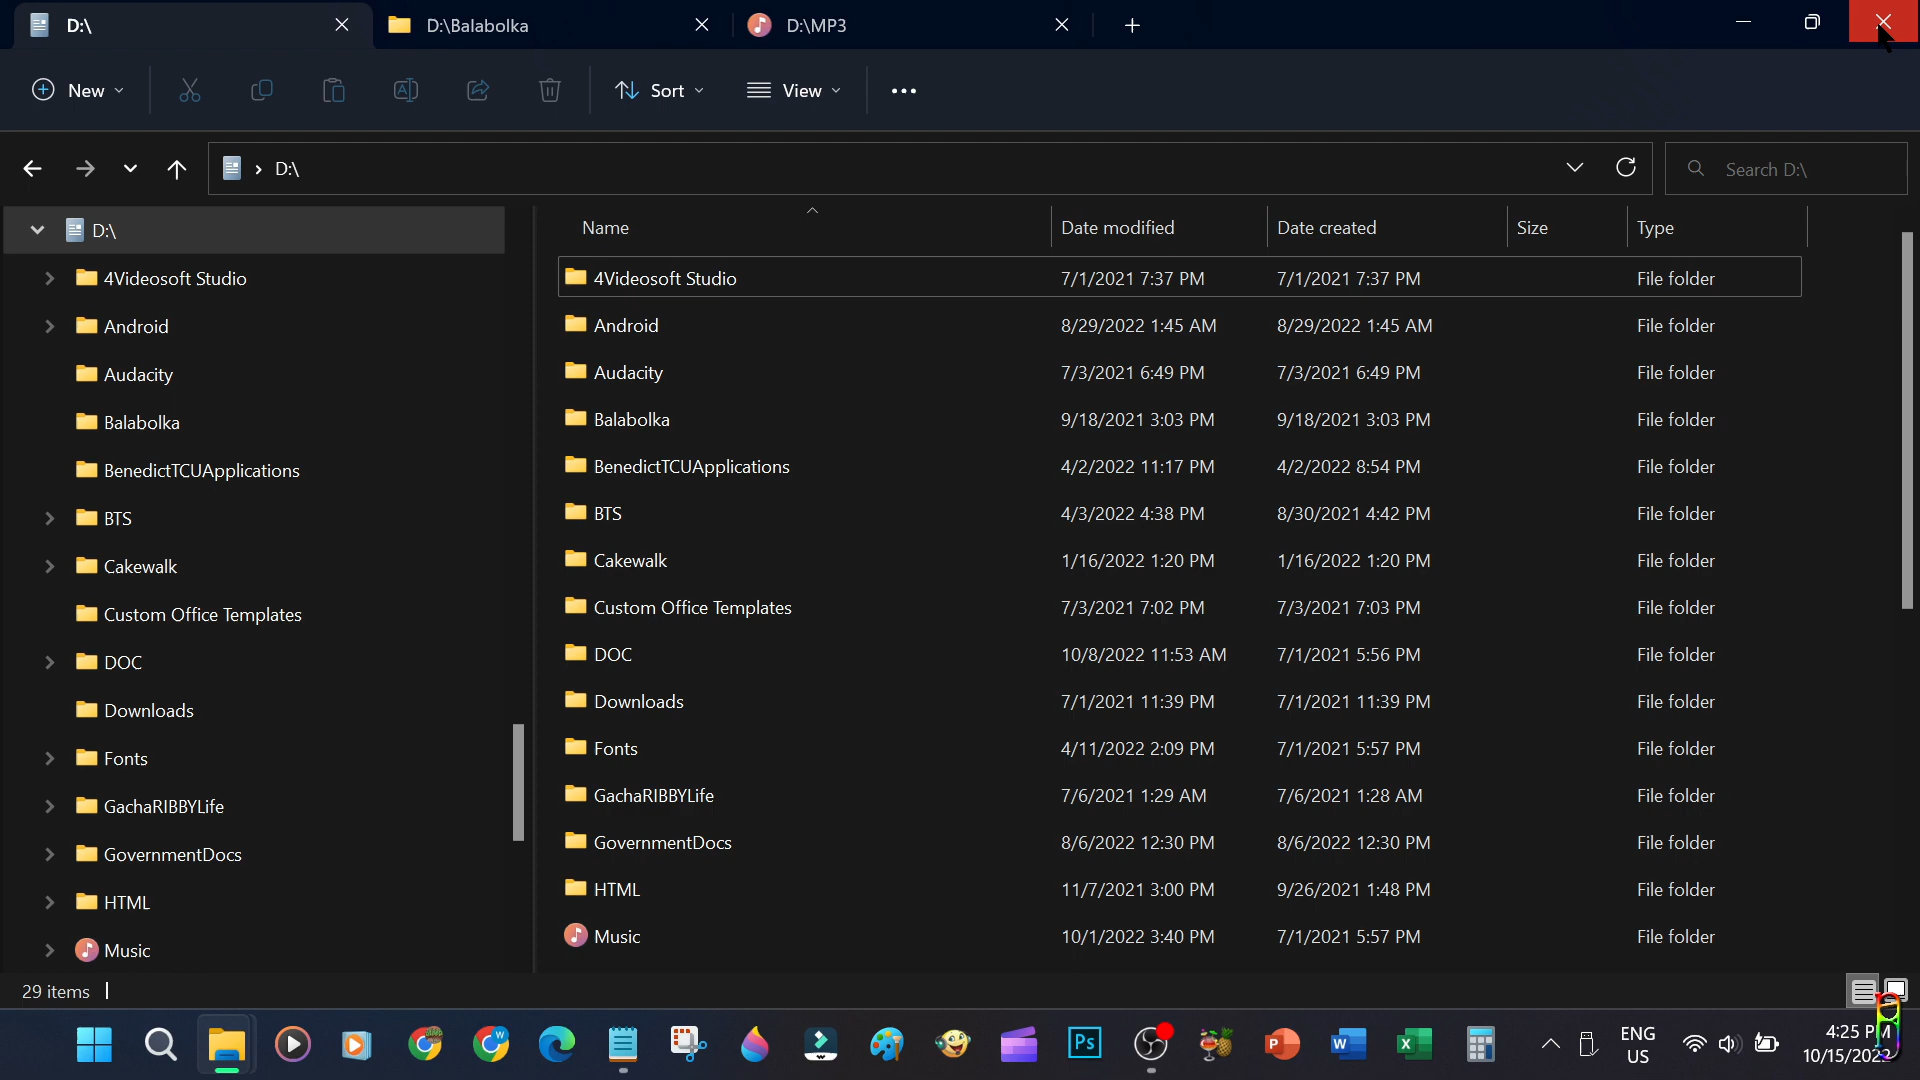 D:\ D:\Balabolka D:\MP3
New Sort View
D:\ Search D:\
D:\
4Videosoft Studio
Android
Audacity
Balabolka
BenedictTCUApplications
BTS
Cakewalk
Custom Office Templates
DOC
Downloads
Fonts
GachaRIBBYLife
GovernmentDocs
HTML
Music
Name Date modified Date created Size Type
4Videosoft Studio 7/1/2021 7:37 PM 7/1/2021 7:37 PM File folder
Android 8/29/2022 1:45 AM 8/29/2022 1:45 AM File folder
Audacity 7/3/2021 6:49 PM 7/3/2021 6:49 PM File folder
Balabolka 9/18/2021 3:03 PM 9/18/2021 3:03 PM File folder
BenedictTCUApplications 4/2/2022 11:17 PM 4/2/2022 8:54 PM File folder
BTS 4/3/2022 4:38 PM 8/30/2021 4:42 PM File folder
Cakewalk 1/16/2022 1:20 PM 1/16/2022 1:20 PM File folder
Custom Office Templates 7/3/2021 7:02 PM 7/3/2021 7:03 PM File folder
DOC 10/8/2022 11:53 AM 7/1/2021 5:56 PM File folder
Downloads 7/1/2021 11:39 PM 7/1/2021 11:39 PM File folder
Fonts 4/11/2022 2:09 PM 7/1/2021 5:57 PM File folder
GachaRIBBYLife 7/6/2021 1:29 AM 7/6/2021 1:28 AM File folder
GovernmentDocs 8/6/2022 12:30 PM 8/6/2022 12:30 PM File folder
HTML 11/7/2021 3:00 PM 9/26/2021 1:48 PM File folder
Music 10/1/2022 3:40 PM 7/1/2021 5:57 PM File folder
29 items
W Ps P W X
ENG
US
4:25 PM
10/15/2022